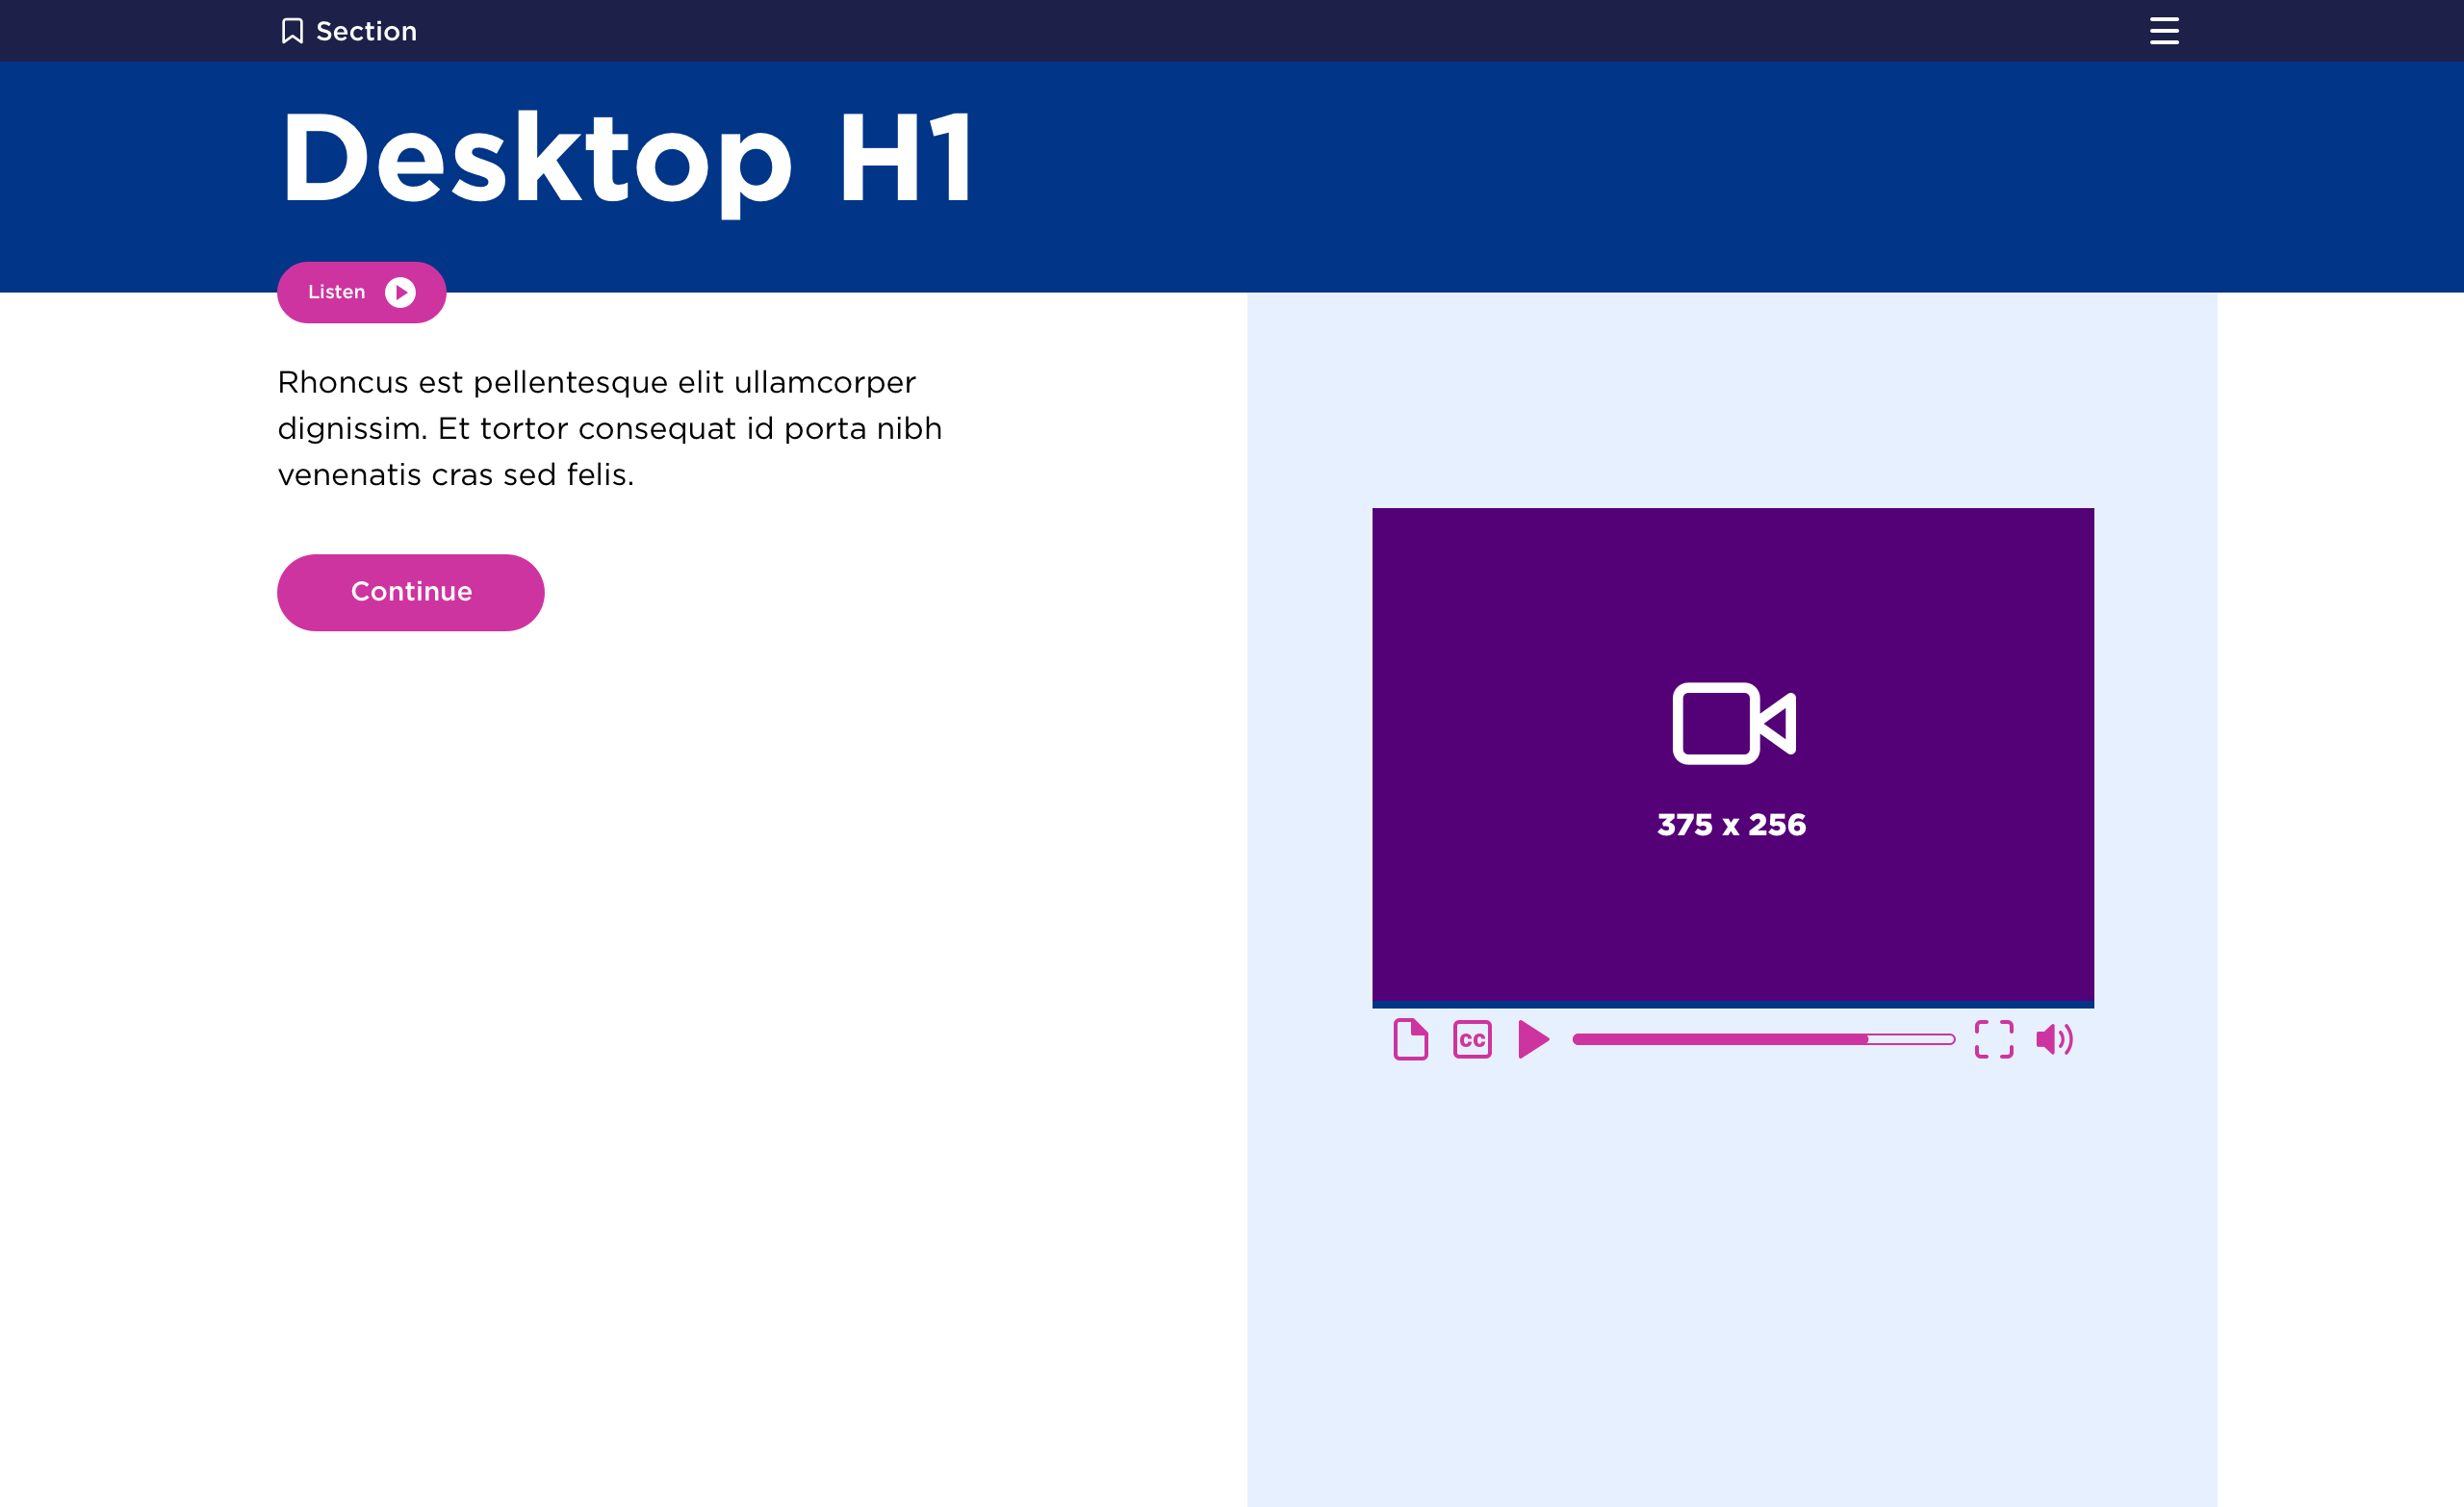 Section
Desktop H1
Listen
Rhoncus est pellentesque elit ullamcorper
dignissim. Et tortor consequat id porta nibh
venenatis cras sed felis.
Continue
375 x 256
CC